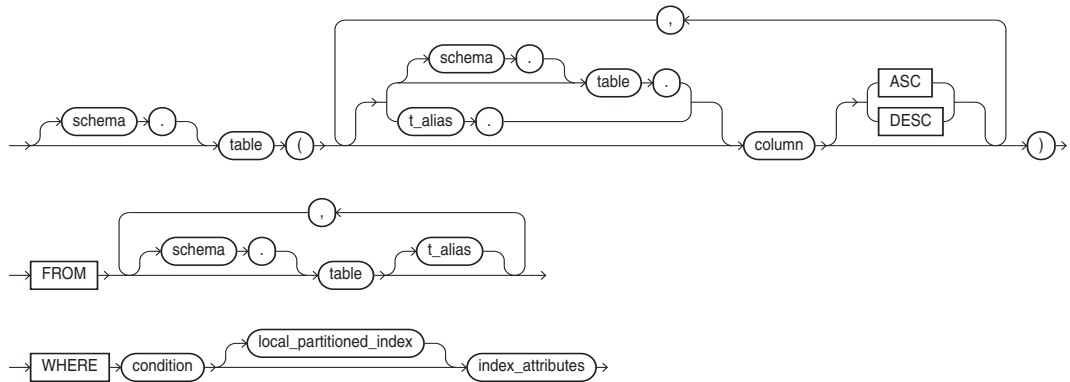 ,
schema . table .
ASC
t_alias .
DESC
schema . table ( column )
,
FROM schema . table t_alias
WHERE condition local_partitioned_index index_attributes